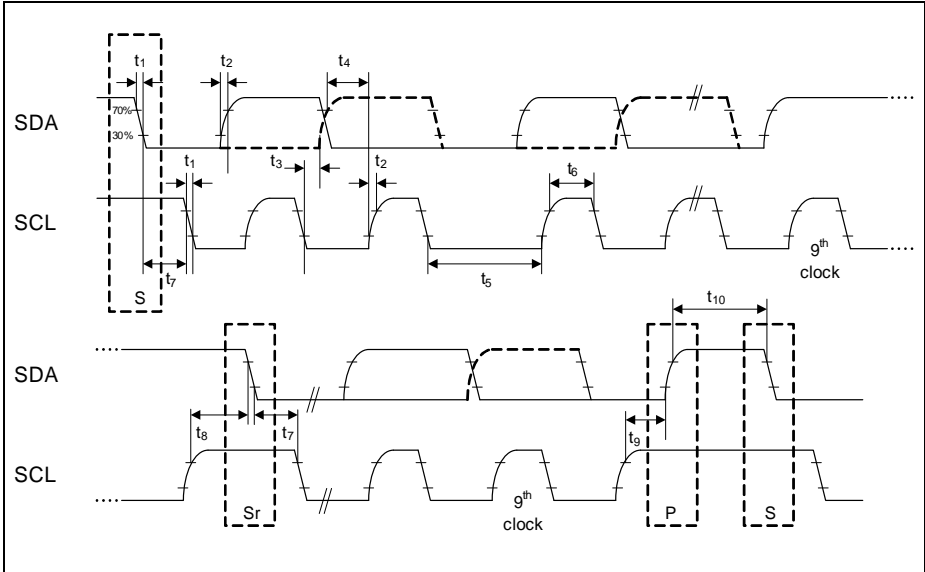 t1 t2 t4
70%
SDA
30%
t1 t3 t2 t6
SCL
9th
clock
t7 t5
S
t10
SDA
t8 t7 t9
SCL
9th
clock
Sr P S